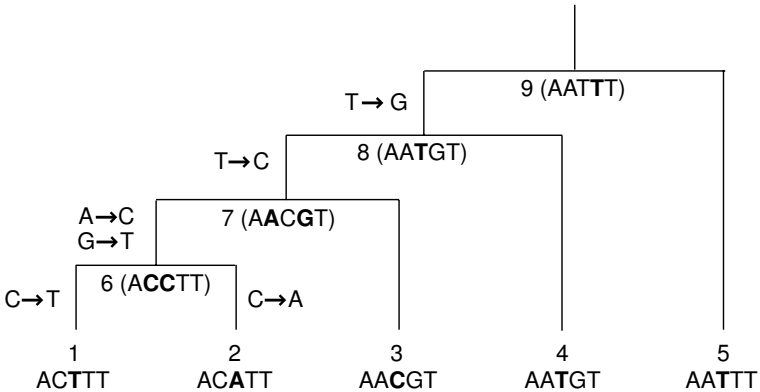 9 (AATTT)
T→G
8 (AATGT)
T→C
7 (AACGT)
A→C
G→T
6 (ACCTT)
C→T
C→A
1 2 3 4 5
ACTTT ACATT AACGT AATGT AATTT